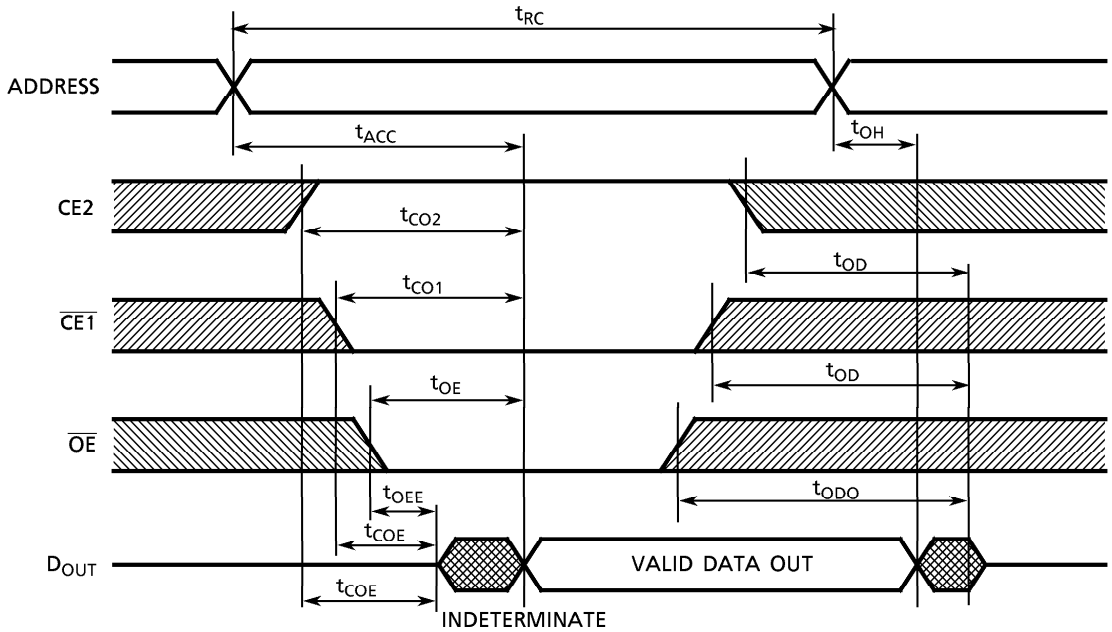 tRC
ADDRESS
tACC
tOH
CE2
tCO2
tOD
CE1
tCO1
tOD
OE
tOE
tODO
tOEE
tCOE
DOUT
VALID DATA OUT
tCOE
INDETERMINATE